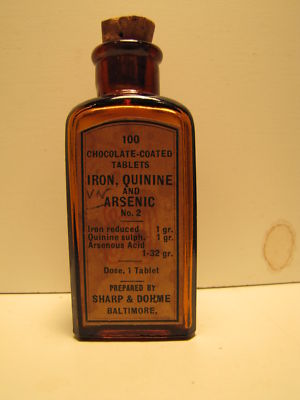 100
CHOCOLATE-COATED
TABLETS
IRON, QUININE
AND
ARSENIC
No. 2
Iron reduced 1 gr.
Quinine sulph. 1 gr.
Arsenous Acid
1-32 gr.
Dose, 1 Tablet
PREPARED BY
SHARP & DOHME
BALTIMORE,